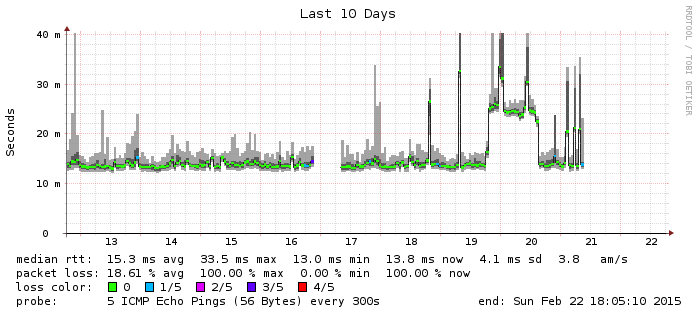 Last 10 Days
RRDTOOL / TOBI OETIKER
Seconds
40 m
30 m
20 m
10 m
0
13 14 15 16 17 18 19 20 21 22
median rtt: 15.3 ms avg 33.5 ms max 13.0 ms min 13.8 ms now 4.1 ms sd 3.8 am/s
packet loss: 18.61 % avg 100.00 % max 0.00 % min 100.00 % now
loss color: 0 1/5 2/5 3/5 4/5
probe: 5 ICMP Echo Pings (56 Bytes) every 300s end: Sun Feb 22 18:05:10 2015